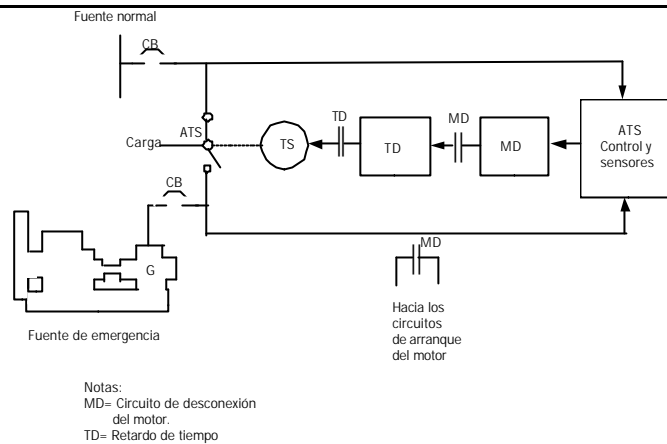 Fuente normal
CB
ATS
Carga
TS
TD
TD
MD
MD
ATS
Control y
sensores
CB
G
MD
Hacia los
circuitos
de arranque
del motor
Fuente de emergencia
Notas:
MD= Circuito de desconexión
del motor.
TD= Retardo de tiempo